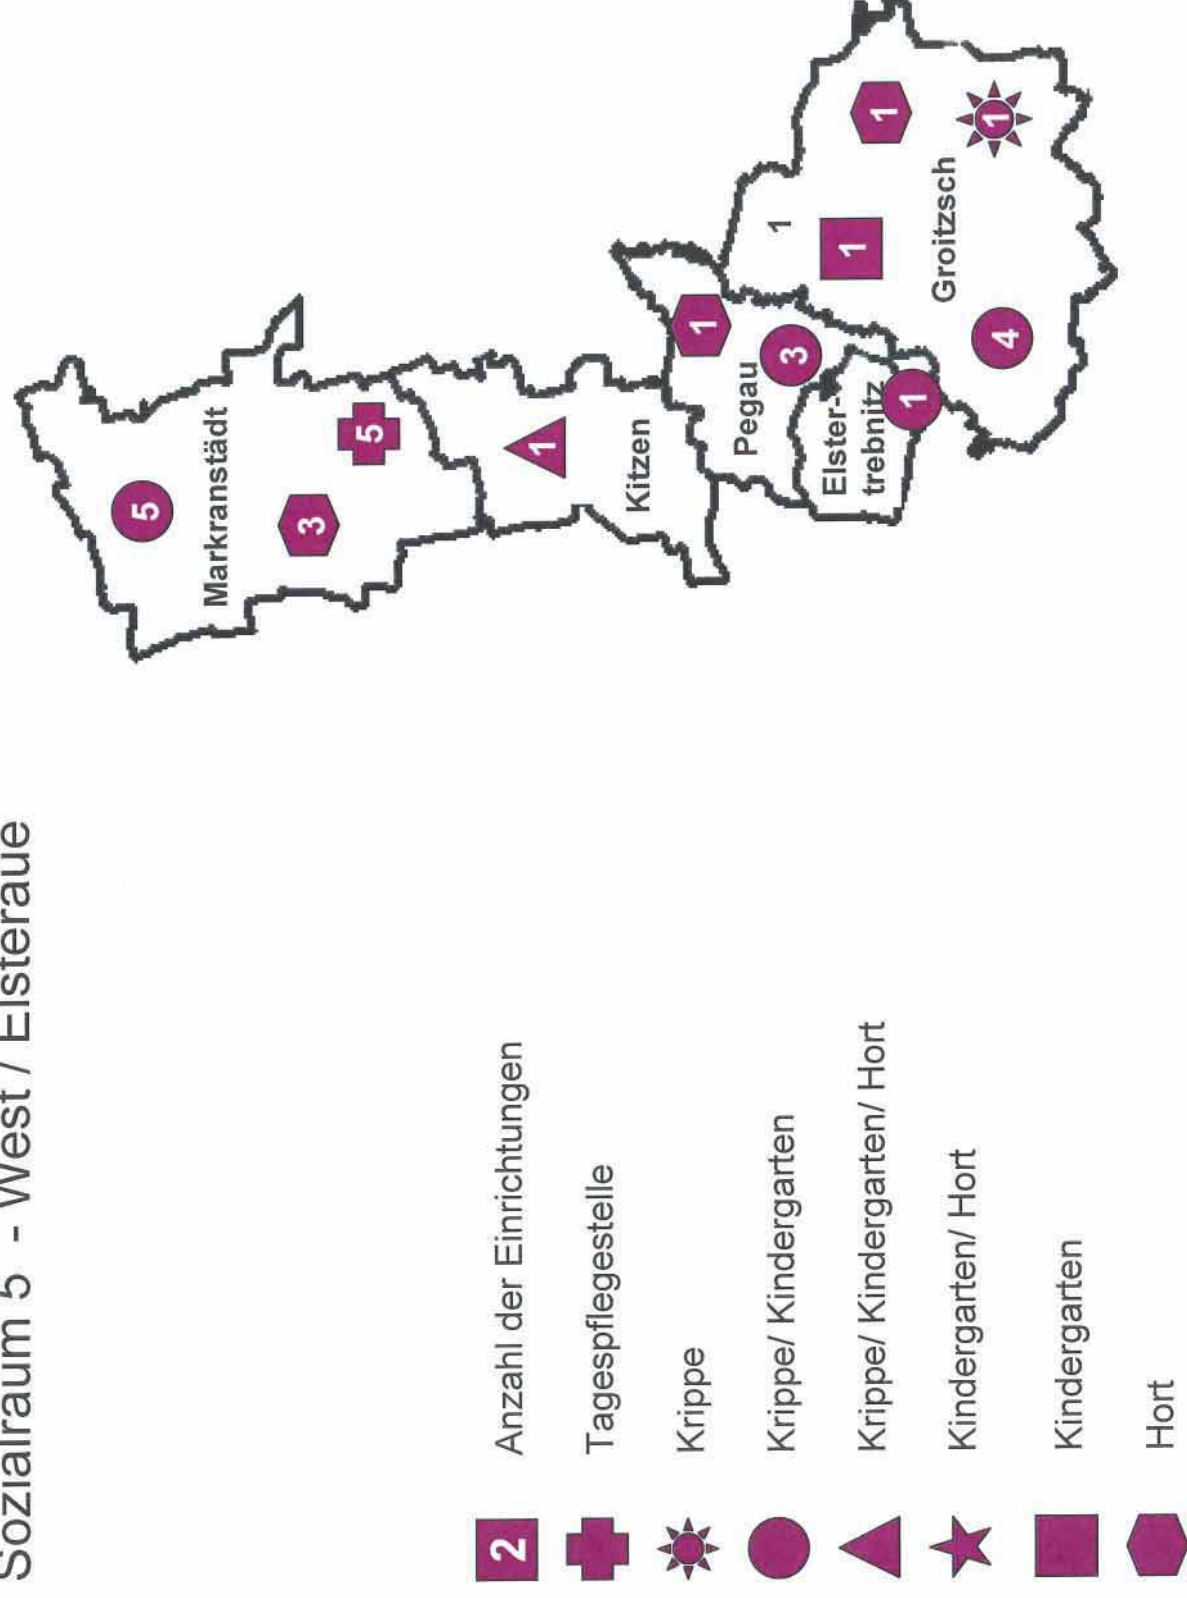 Sozialraum 5 - West / Elsteraue
5
Markranstädt
3
5
1
Kitzen
1
Pegau
3
Elster-
trebnitz
1
1
1
1
Groitzsch
4
1
2 Anzahl der Einrichtungen
Tagespflegestelle
Krippe
Krippe/ Kindergarten
Krippe/ Kindergarten/ Hort
Kindergarten/ Hort
Kindergarten
Hort